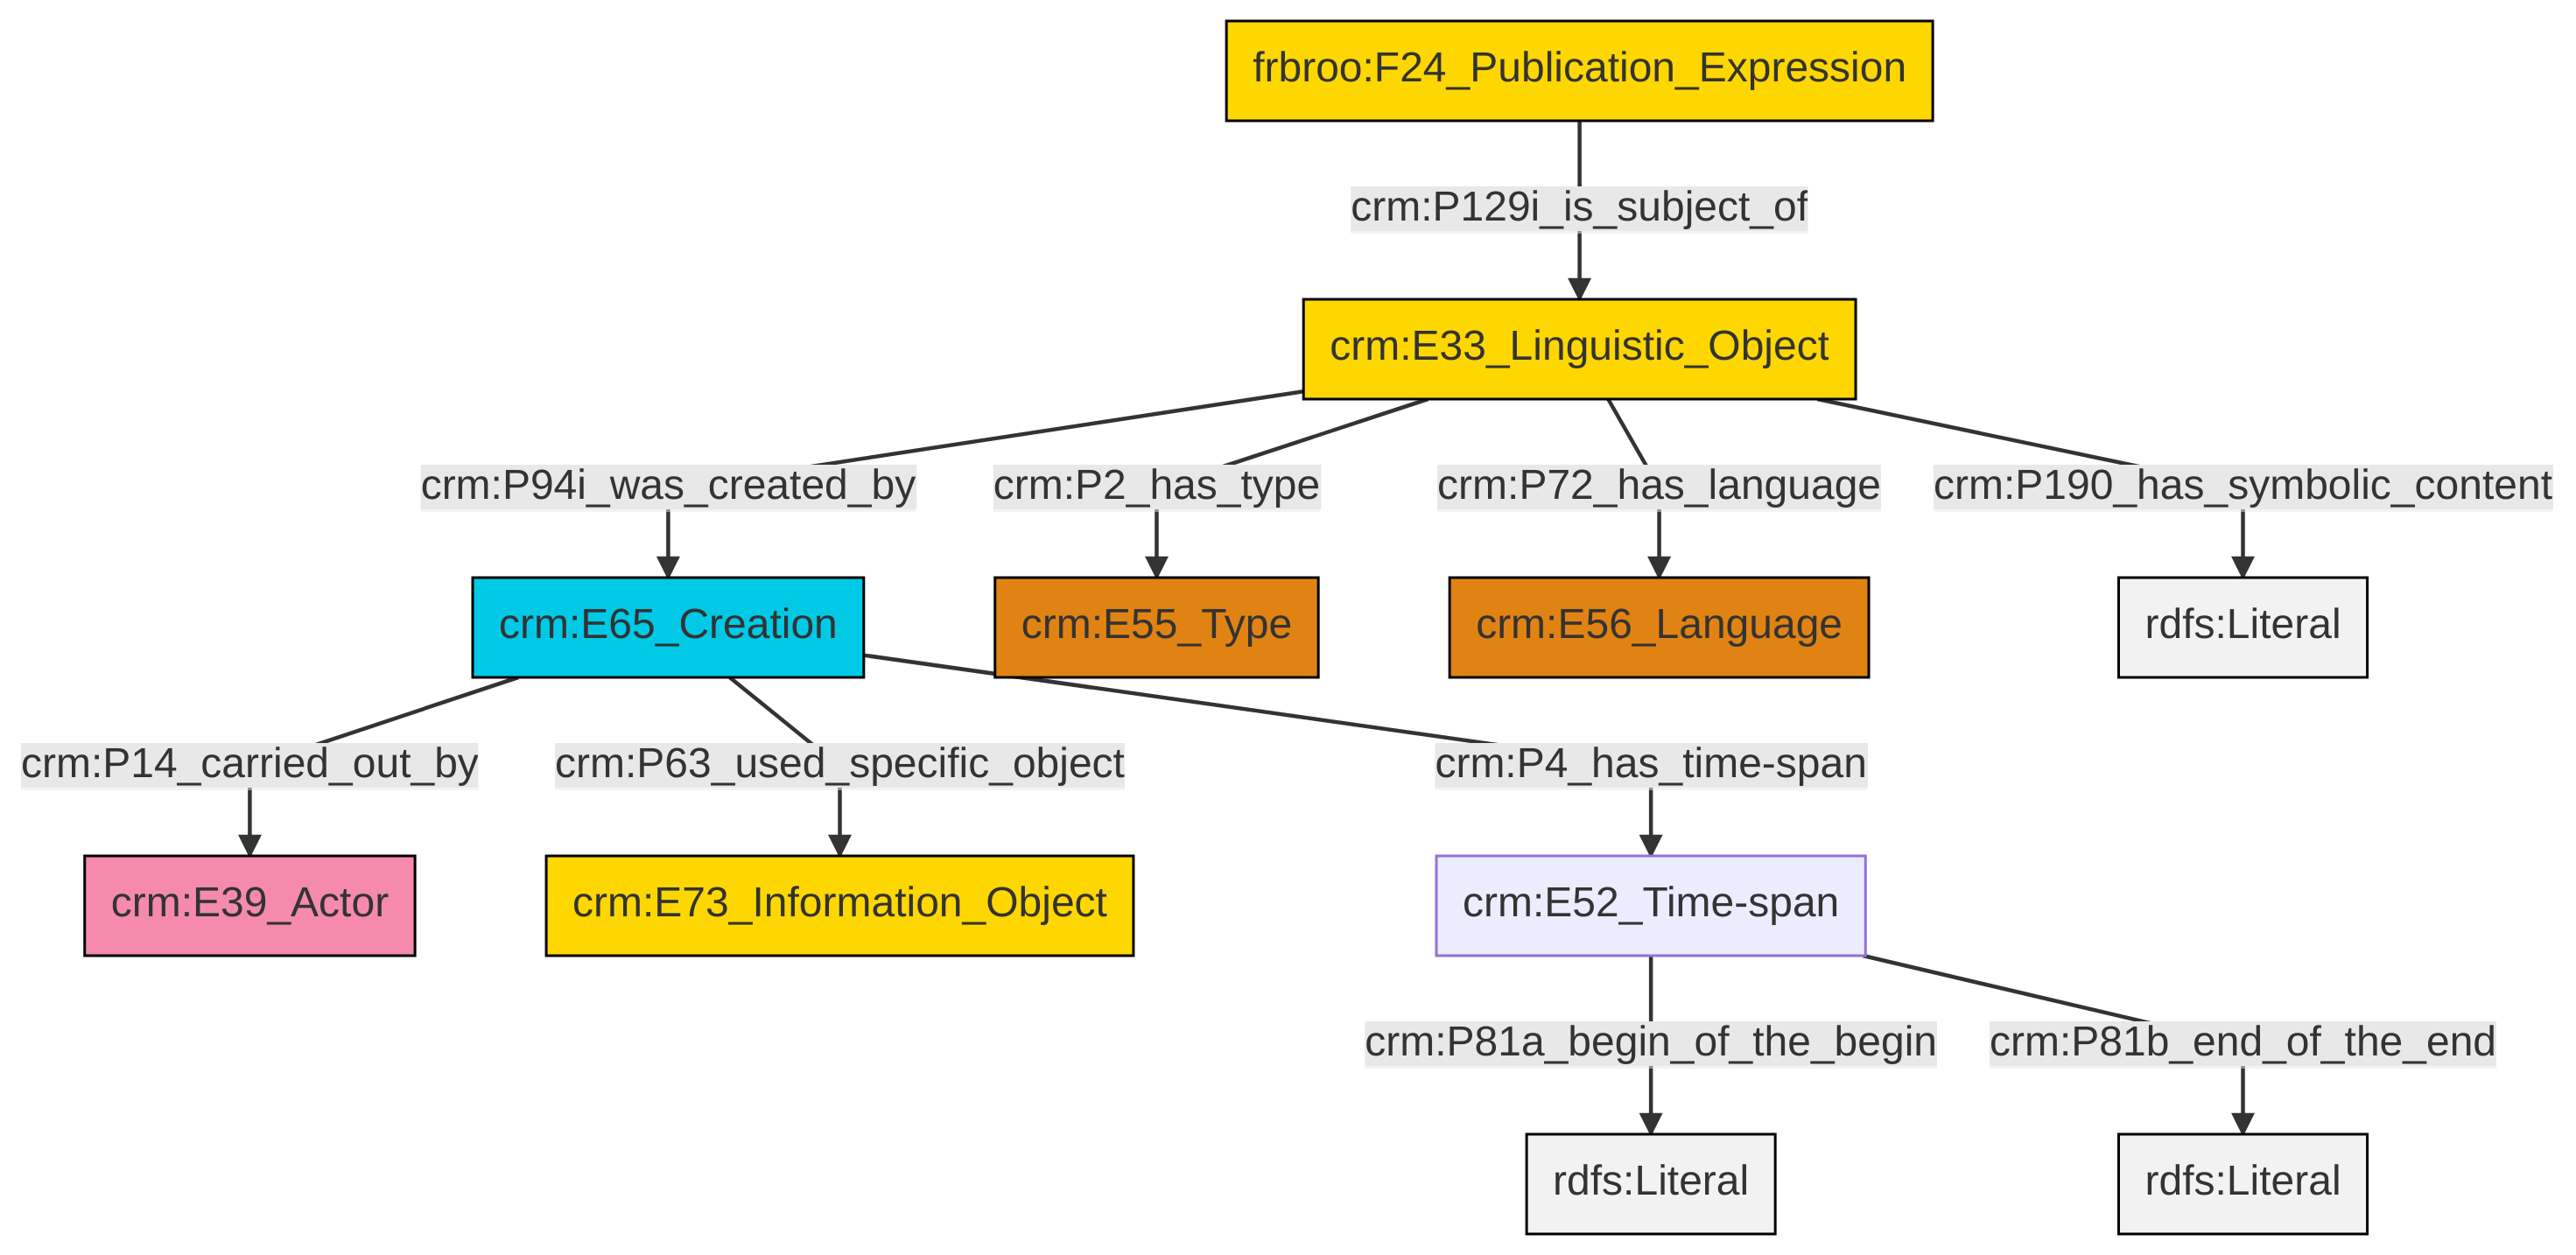 frbroo:F24_Publication_Expression
crm:P129i_is_subject_of
crm:E33_Linguistic_Object
crm:P94i_was_created_by
crm:P2_has_type
crm:P72_has_language
crm:P190_has_symbolic_content
crm:E65_Creation
crm:E55_Type
crm:E56_Language
rdfs:Literal
crm:P14_carried_out_by
crm:P63_used_specific_object
crm:P4_has_time-span
crm:E39_Actor
crm:E73_Information_Object
crm:E52_Time-span
crm:P81a_begin_of_the_begin
crm:P81b_end_of_the_end
rdfs:Literal
rdfs:Literal